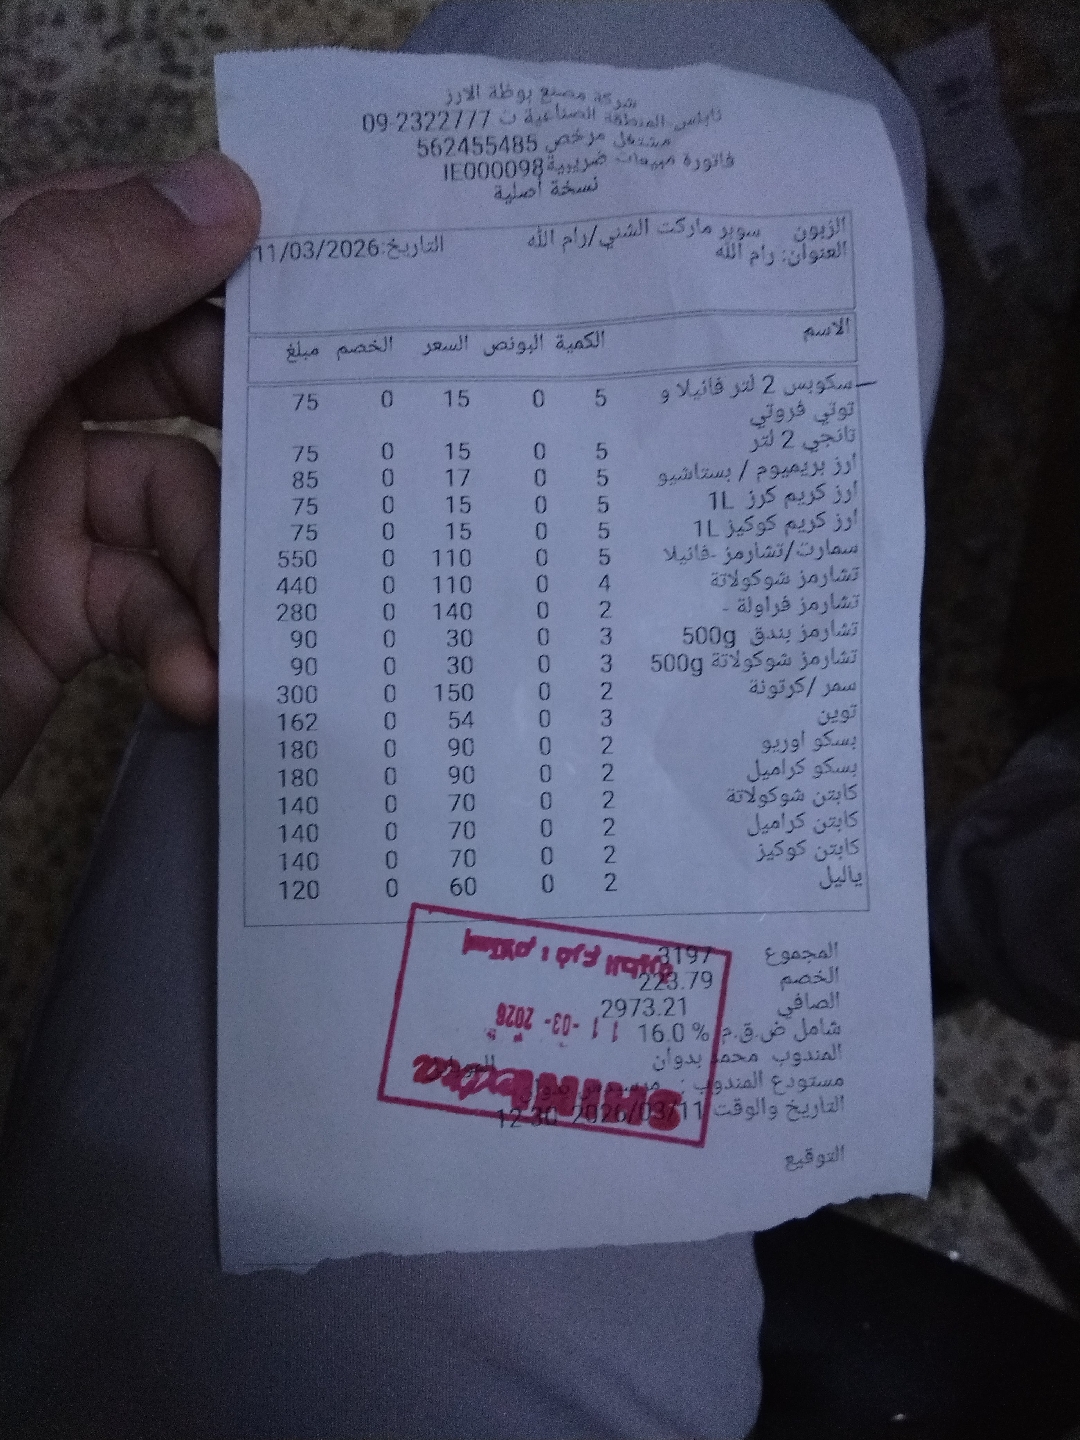 شركة مصنع بوظة الارز
نابلس المنطقة الصناعية ت 09-2322777
مشتغل مرخص 562455485
فاتورة مبيعات ضريبية IE000098
نسخة أصلية
الزبون سوبر ماركت الشني/رام الله
العنوان: رام الله التاريخ:11/03/2026
الاسم الكمية البونص السعر الخصم مبلغ
سكوبس 2 لتر فانيلا و 5 0 15 0 75
توتي فروتي
تانجي 2 لتر 5 0 15 0 75
أرز بريميوم / بستاشيو 5 0 17 0 85
أرز كريم كرز 1L 5 0 15 0 75
أرز كريم كوكيز 1L 5 0 15 0 75
سمارت/تشارمز -فانيلا 5 0 110 0 550
تشارمز شوكولاتة 4 0 110 0 440
تشارمز فراولة - 2 0 140 0 280
تشارمز بندق 500g 3 0 30 0 90
تشارمز شوكولاتة 500g 3 0 30 0 90
سمر /كرتونة 2 0 150 0 300
توين 3 0 54 0 162
بسكو اوريو 2 0 90 0 180
بسكو كراميل 2 0 90 0 180
كابتن شوكولاتة 2 0 70 0 140
كابتن كراميل 2 0 70 0 140
كابتن كوكيز 2 0 70 0 140
ياليل 2 0 60 0 120
المجموع 3197
الخصم 223.79
الصافي 2973.21
شامل ض.ق.م % 16.0
المندوب محمد بدوان
مستودع المندوب :
التاريخ والوقت 2026/03/11 12:30
التوقيع
إستلام : فرع الطيرة
11 -03- 2026